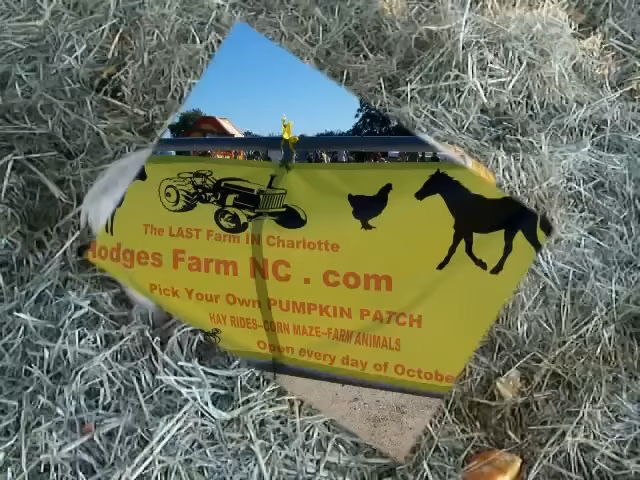 The LAST Farm IN Charlotte
Hodges Farm NC . com
Pick Your Own PUMPKIN PATCH
HAY RIDES-CORN MAZE-FARM ANIMALS
Open every day of Octobe